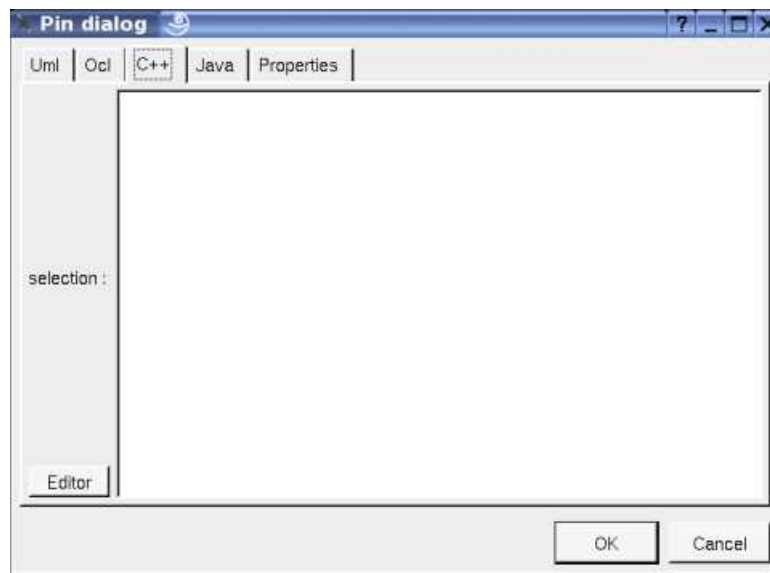 Pin dialog
Uml Ocl C++ Java Properties
selection :
Editor
OK Cancel